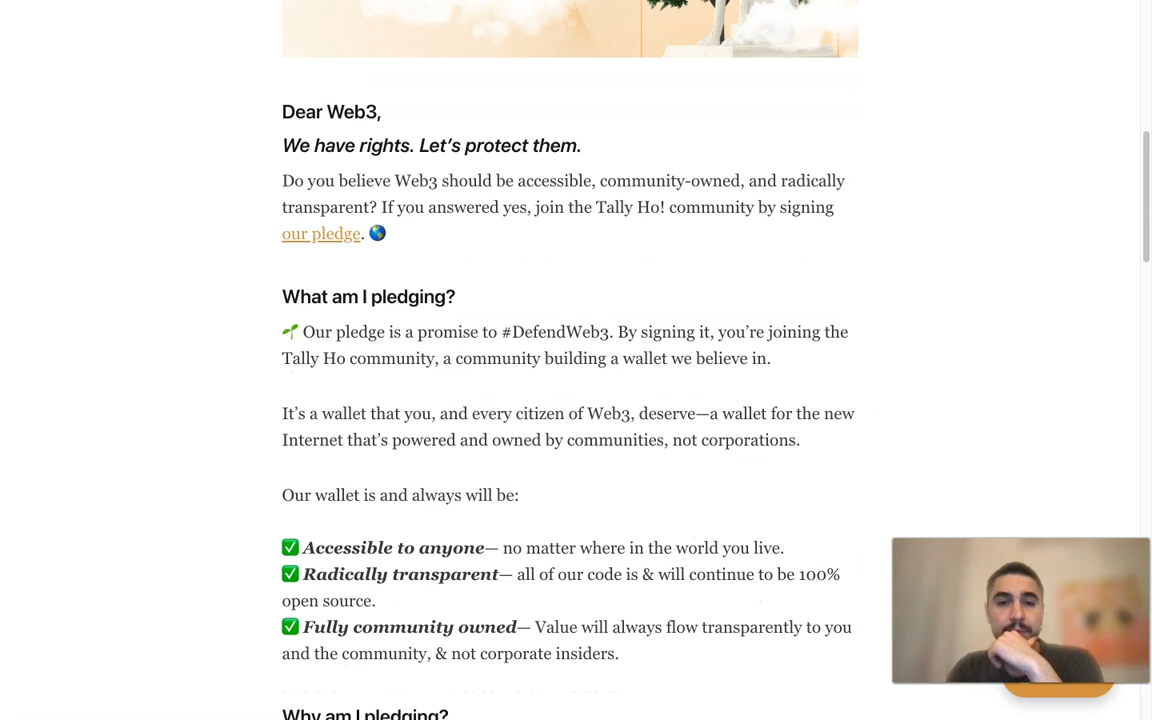 Dear Web3,
We have rights. Let’s protect them.
Do you believe Web3 should be accessible, community-owned, and radically
transparent? If you answered yes, join the Tally Ho! community by signing
our pledge. 🌎
What am I pledging?
🌱 Our pledge is a promise to #DefendWeb3. By signing it, you’re joining the
Tally Ho community, a community building a wallet we believe in.
It’s a wallet that you, and every citizen of Web3, deserve—a wallet for the new
Internet that’s powered and owned by communities, not corporations.
Our wallet is and always will be:
✅ Accessible to anyone— no matter where in the world you live.
✅ Radically transparent— all of our code is & will continue to be 100%
open source.
✅ Fully community owned— Value will always flow transparently to you
and the community, & not corporate insiders.
Why am I pledging?